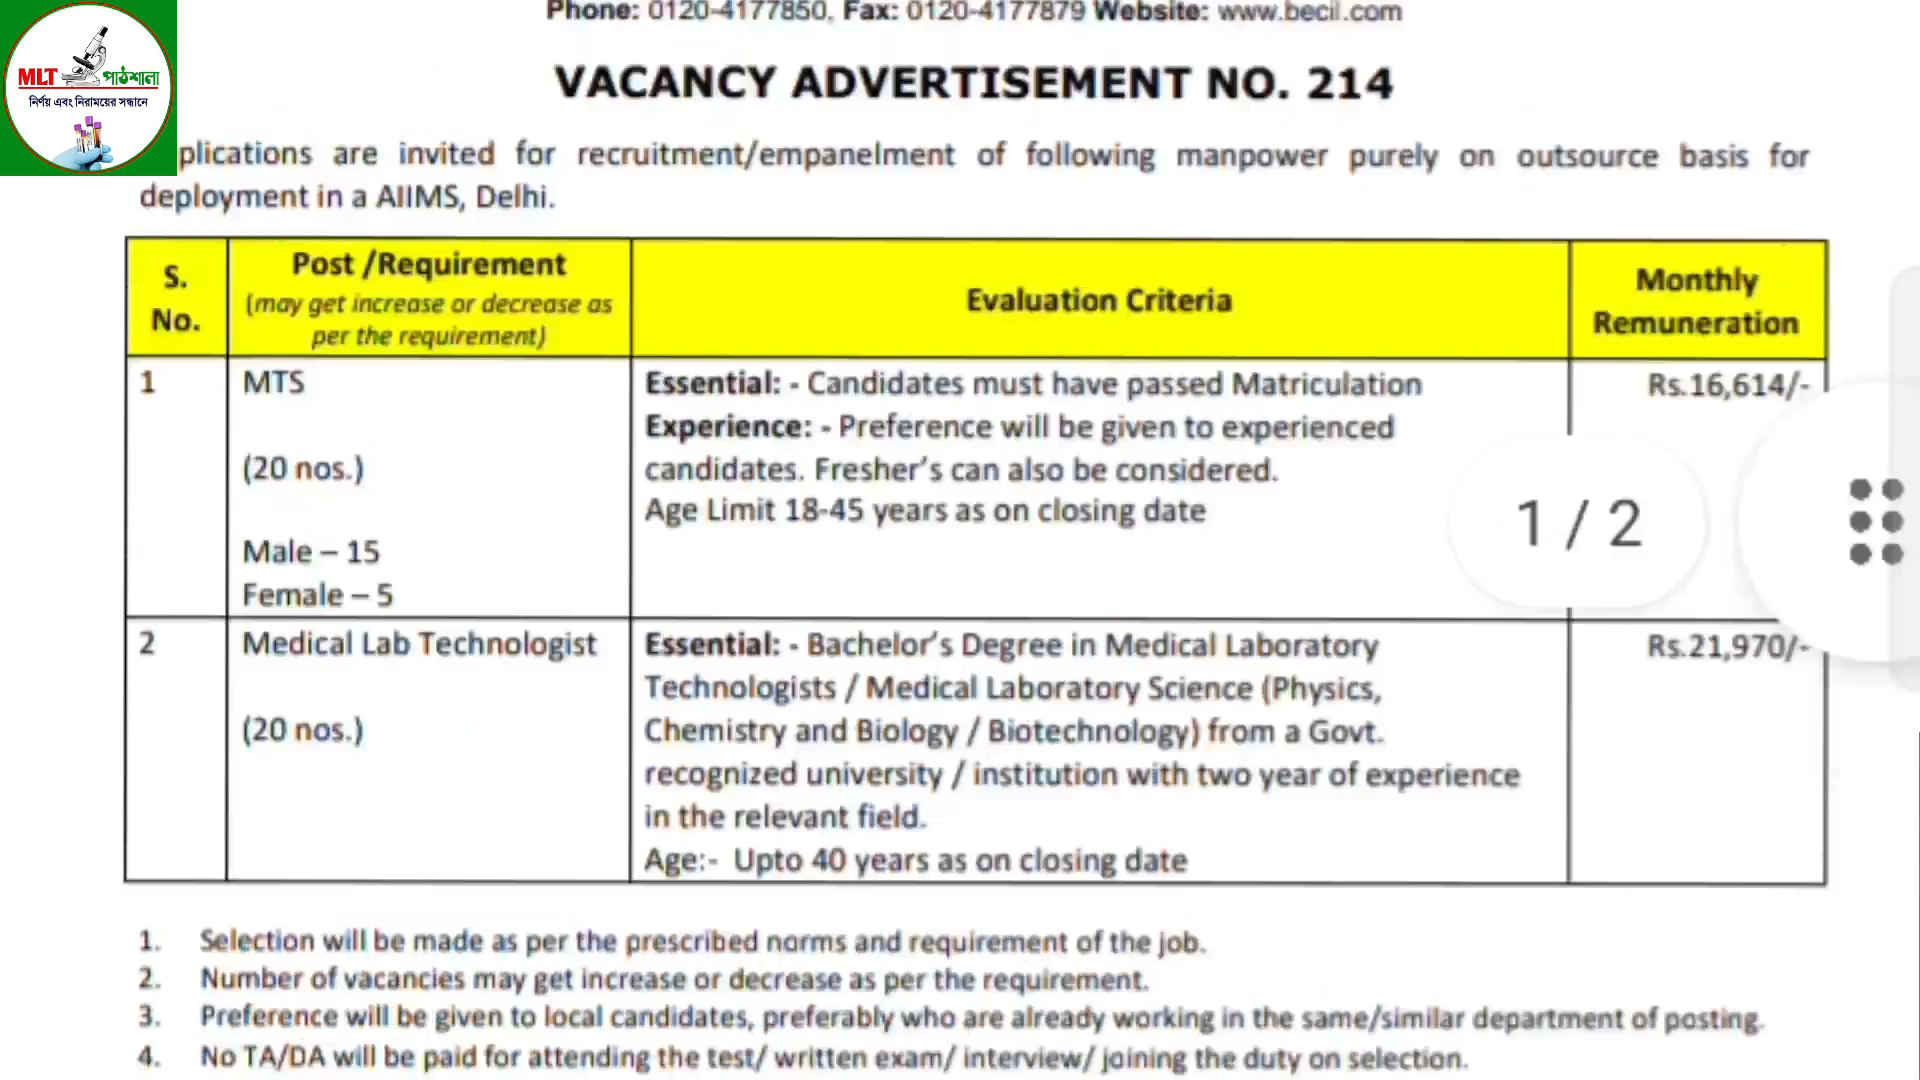 Phone: 0120-4177850, Fax: 0120-4177879 Website: www.becil.com
MLT পাঠশালা
নির্ণয় এবং নিরাময়ের সন্ধানে
VACANCY ADVERTISEMENT NO. 214
plications are invited for recruitment/empanelment of following manpower purely on outsource basis for
deployment in a AIIMS, Delhi.
S. No.
Post /Requirement
(may get increase or decrease as
per the requirement)
Evaluation Criteria
Monthly
Remuneration
1
MTS
(20 nos.)
Male – 15
Female – 5
Essential: - Candidates must have passed Matriculation
Experience: - Preference will be given to experienced
candidates. Fresher’s can also be considered.
Age Limit 18-45 years as on closing date
Rs.16,614/-
1 / 2
2
Medical Lab Technologist
(20 nos.)
Essential: - Bachelor’s Degree in Medical Laboratory
Technologists / Medical Laboratory Science (Physics,
Chemistry and Biology / Biotechnology) from a Govt.
recognized university / institution with two year of experience
in the relevant field.
Age:- Upto 40 years as on closing date
Rs.21,970/-
1. Selection will be made as per the prescribed norms and requirement of the job.
2. Number of vacancies may get increase or decrease as per the requirement.
3. Preference will be given to local candidates, preferably who are already working in the same/similar department of posting.
4. No TA/DA will be paid for attending the test/ written exam/ interview/ joining the duty on selection.